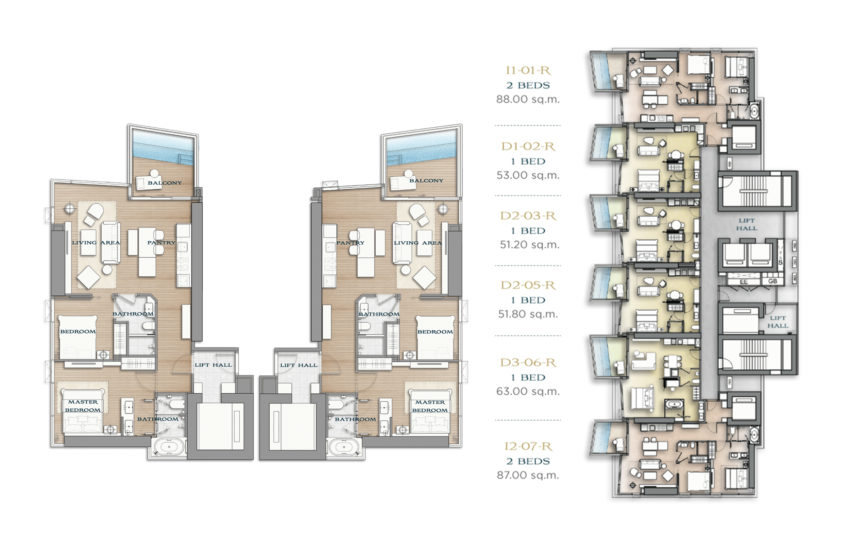 BALCONY
LIVING AREA
PANTRY
BATHROOM
BEDROOM
LIFT HALL
MASTER
BEDROOM
BATHROOM
BALCONY
PANTRY
LIVING AREA
BATHROOM
BEDROOM
LIFT HALL
MASTER
BEDROOM
BATHROOM
I1-01-R
2 BEDS
88.00 sq.m.
D1-02-R
1 BED
53.00 sq.m.
D2-03-R
1 BED
51.20 sq.m.
D2-05-R
1 BED
51.80 sq.m.
D3-06-R
1 BED
63.00 sq.m.
I2-07-R
2 BEDS
87.00 sq.m.
LIFT
HALL
EE
GB
LIFT
HALL